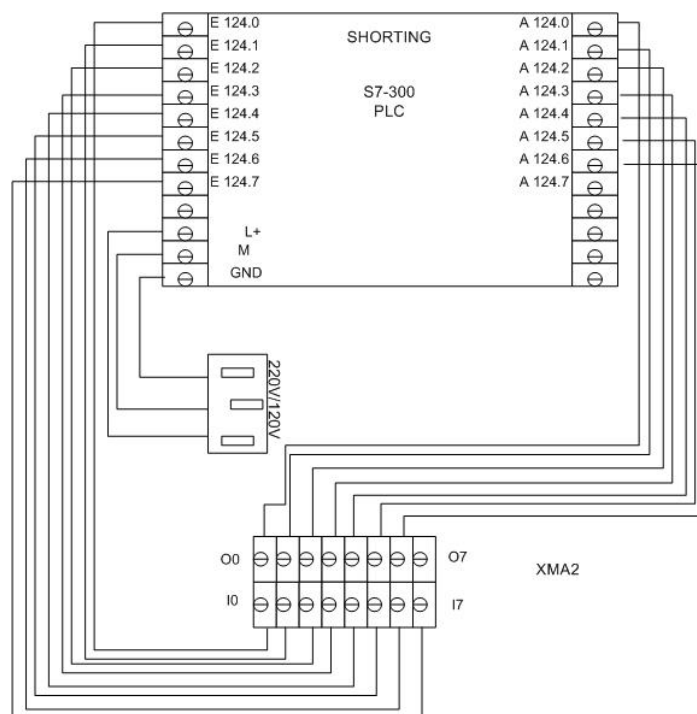 E 124.0
E 124.1
E 124.2
E 124.3
E 124.4
E 124.5
E 124.6
E 124.7
L+
M
GND
SHORTING
S7-300
PLC
A 124.0
A 124.1
A 124.2
A 124.3
A 124.4
A 124.5
A 124.6
A 124.7
220V/120V
O0
O7
I0
I7
XMA2